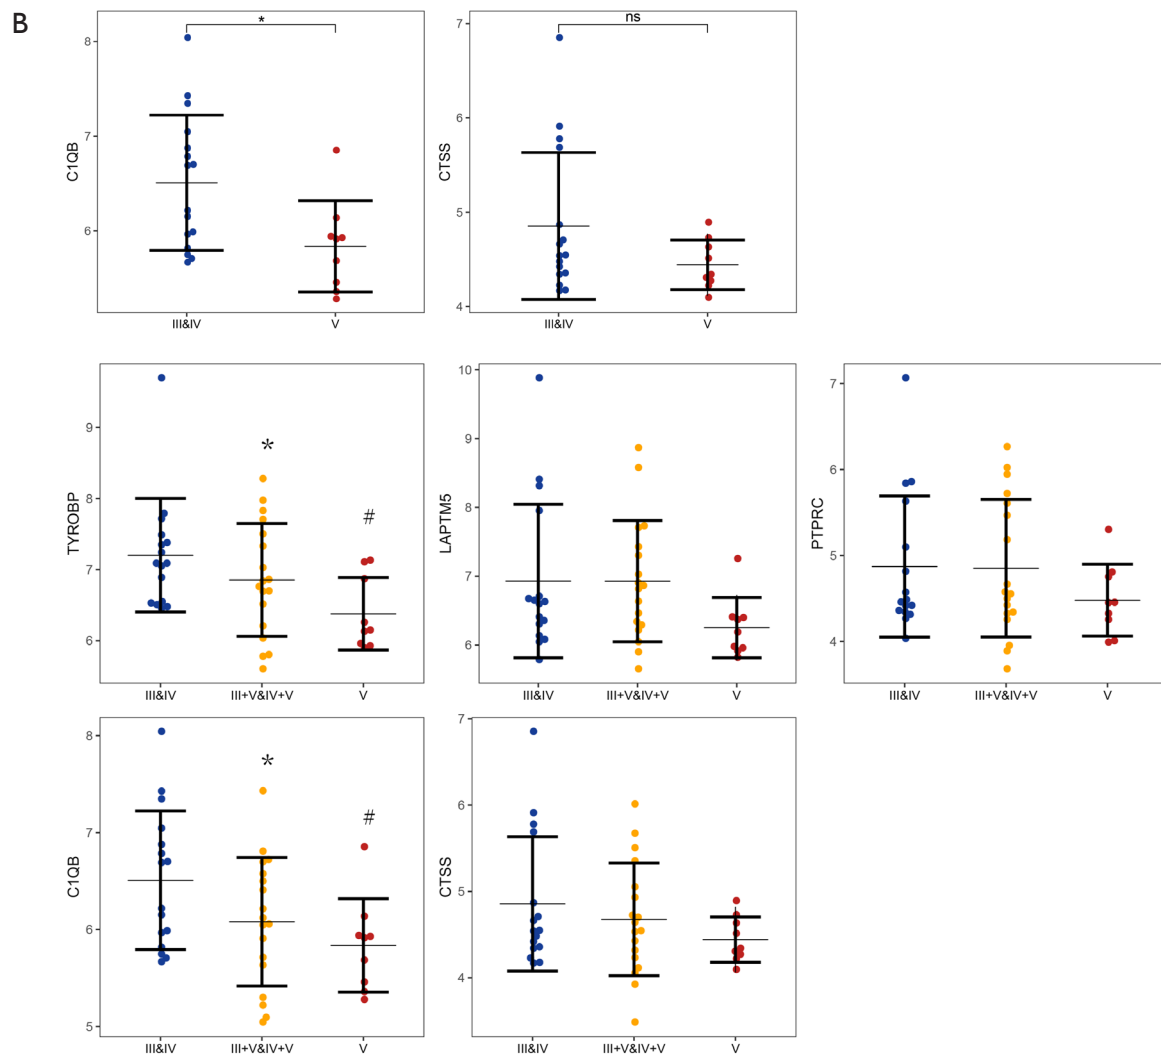 B
*
ns
8
7
6
C1QB
III&IV
V
7
6
5
4
CTSS
III&IV
V
9
8
7
6
TYROBP
*
#
III&IV
III+V&IV+V
V
10
9
8
7
6
LAPTM5
III&IV
III+V&IV+V
V
7
6
5
4
PTPRC
III&IV
III+V&IV+V
V
8
7
6
5
C1QB
*
#
III&IV
III+V&IV+V
V
7
6
5
4
CTSS
III&IV
III+V&IV+V
V